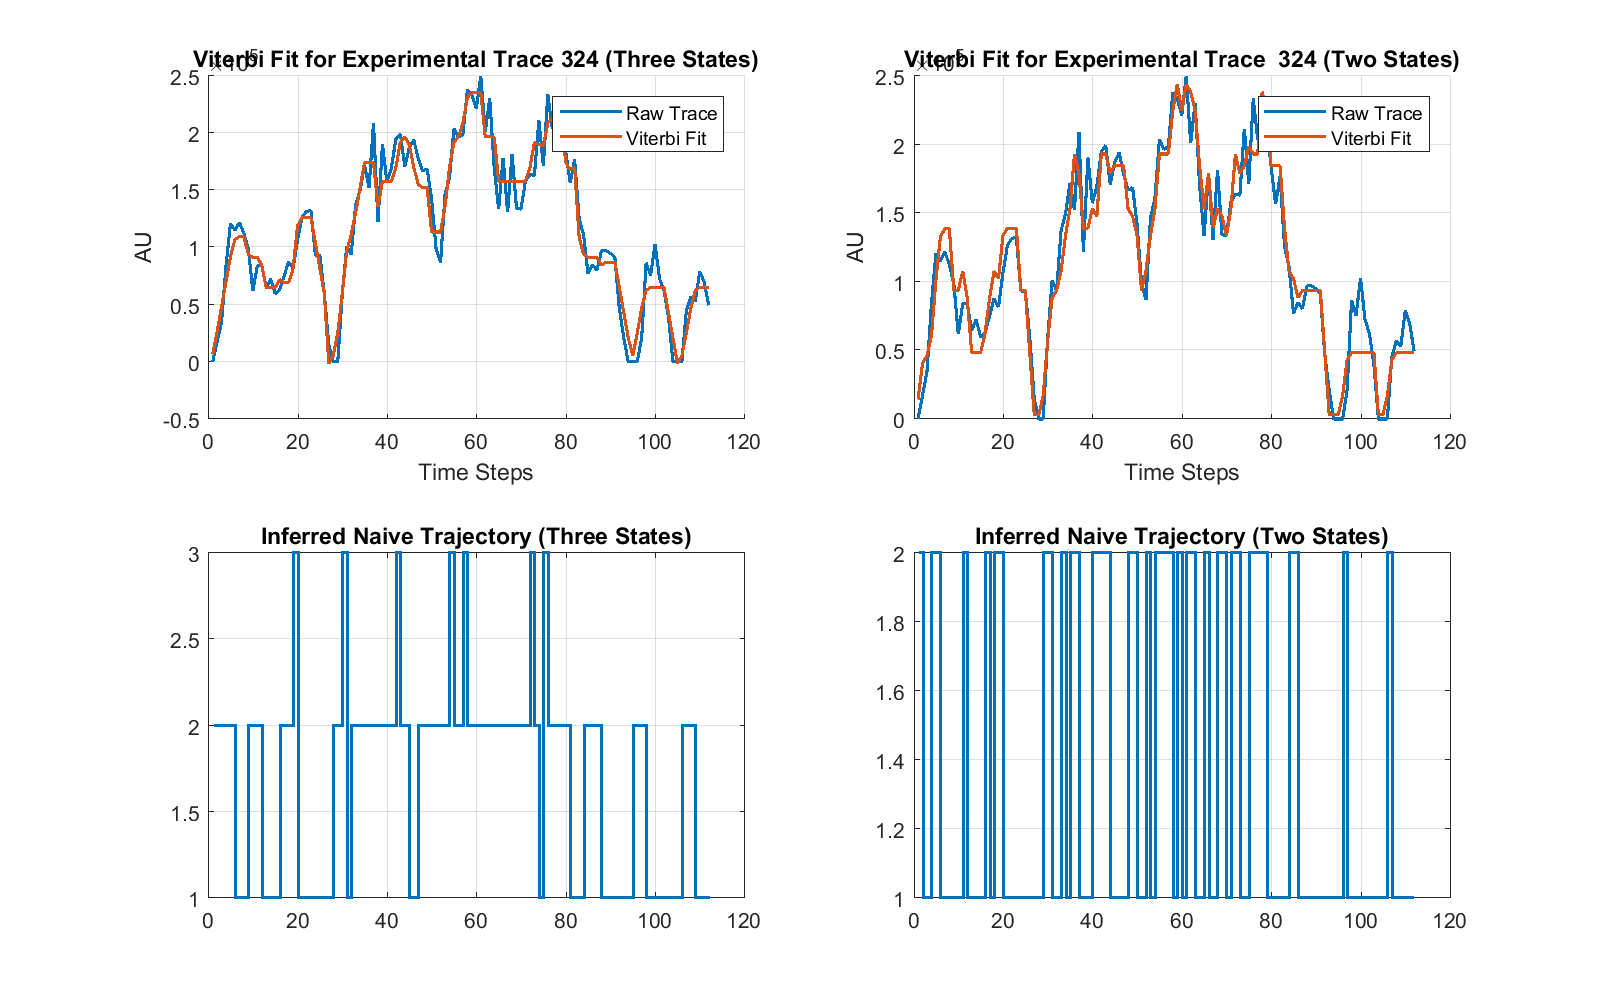 Viterbi Fit for Experimental Trace 324 (Three States)
×10^5
2.5
2
1.5
1
0.5
0
-0.5
AU
Raw Trace
Viterbi Fit
0 20 40 60 80 100 120
Time Steps
Viterbi Fit for Experimental Trace 324 (Two States)
×10^5
2.5
2
1.5
1
0.5
0
AU
Raw Trace
Viterbi Fit
0 20 40 60 80 100 120
Time Steps
Inferred Naive Trajectory (Three States)
3
2.5
2
1.5
1
0 20 40 60 80 100 120
Inferred Naive Trajectory (Two States)
2
1.8
1.6
1.4
1.2
1
0 20 40 60 80 100 120